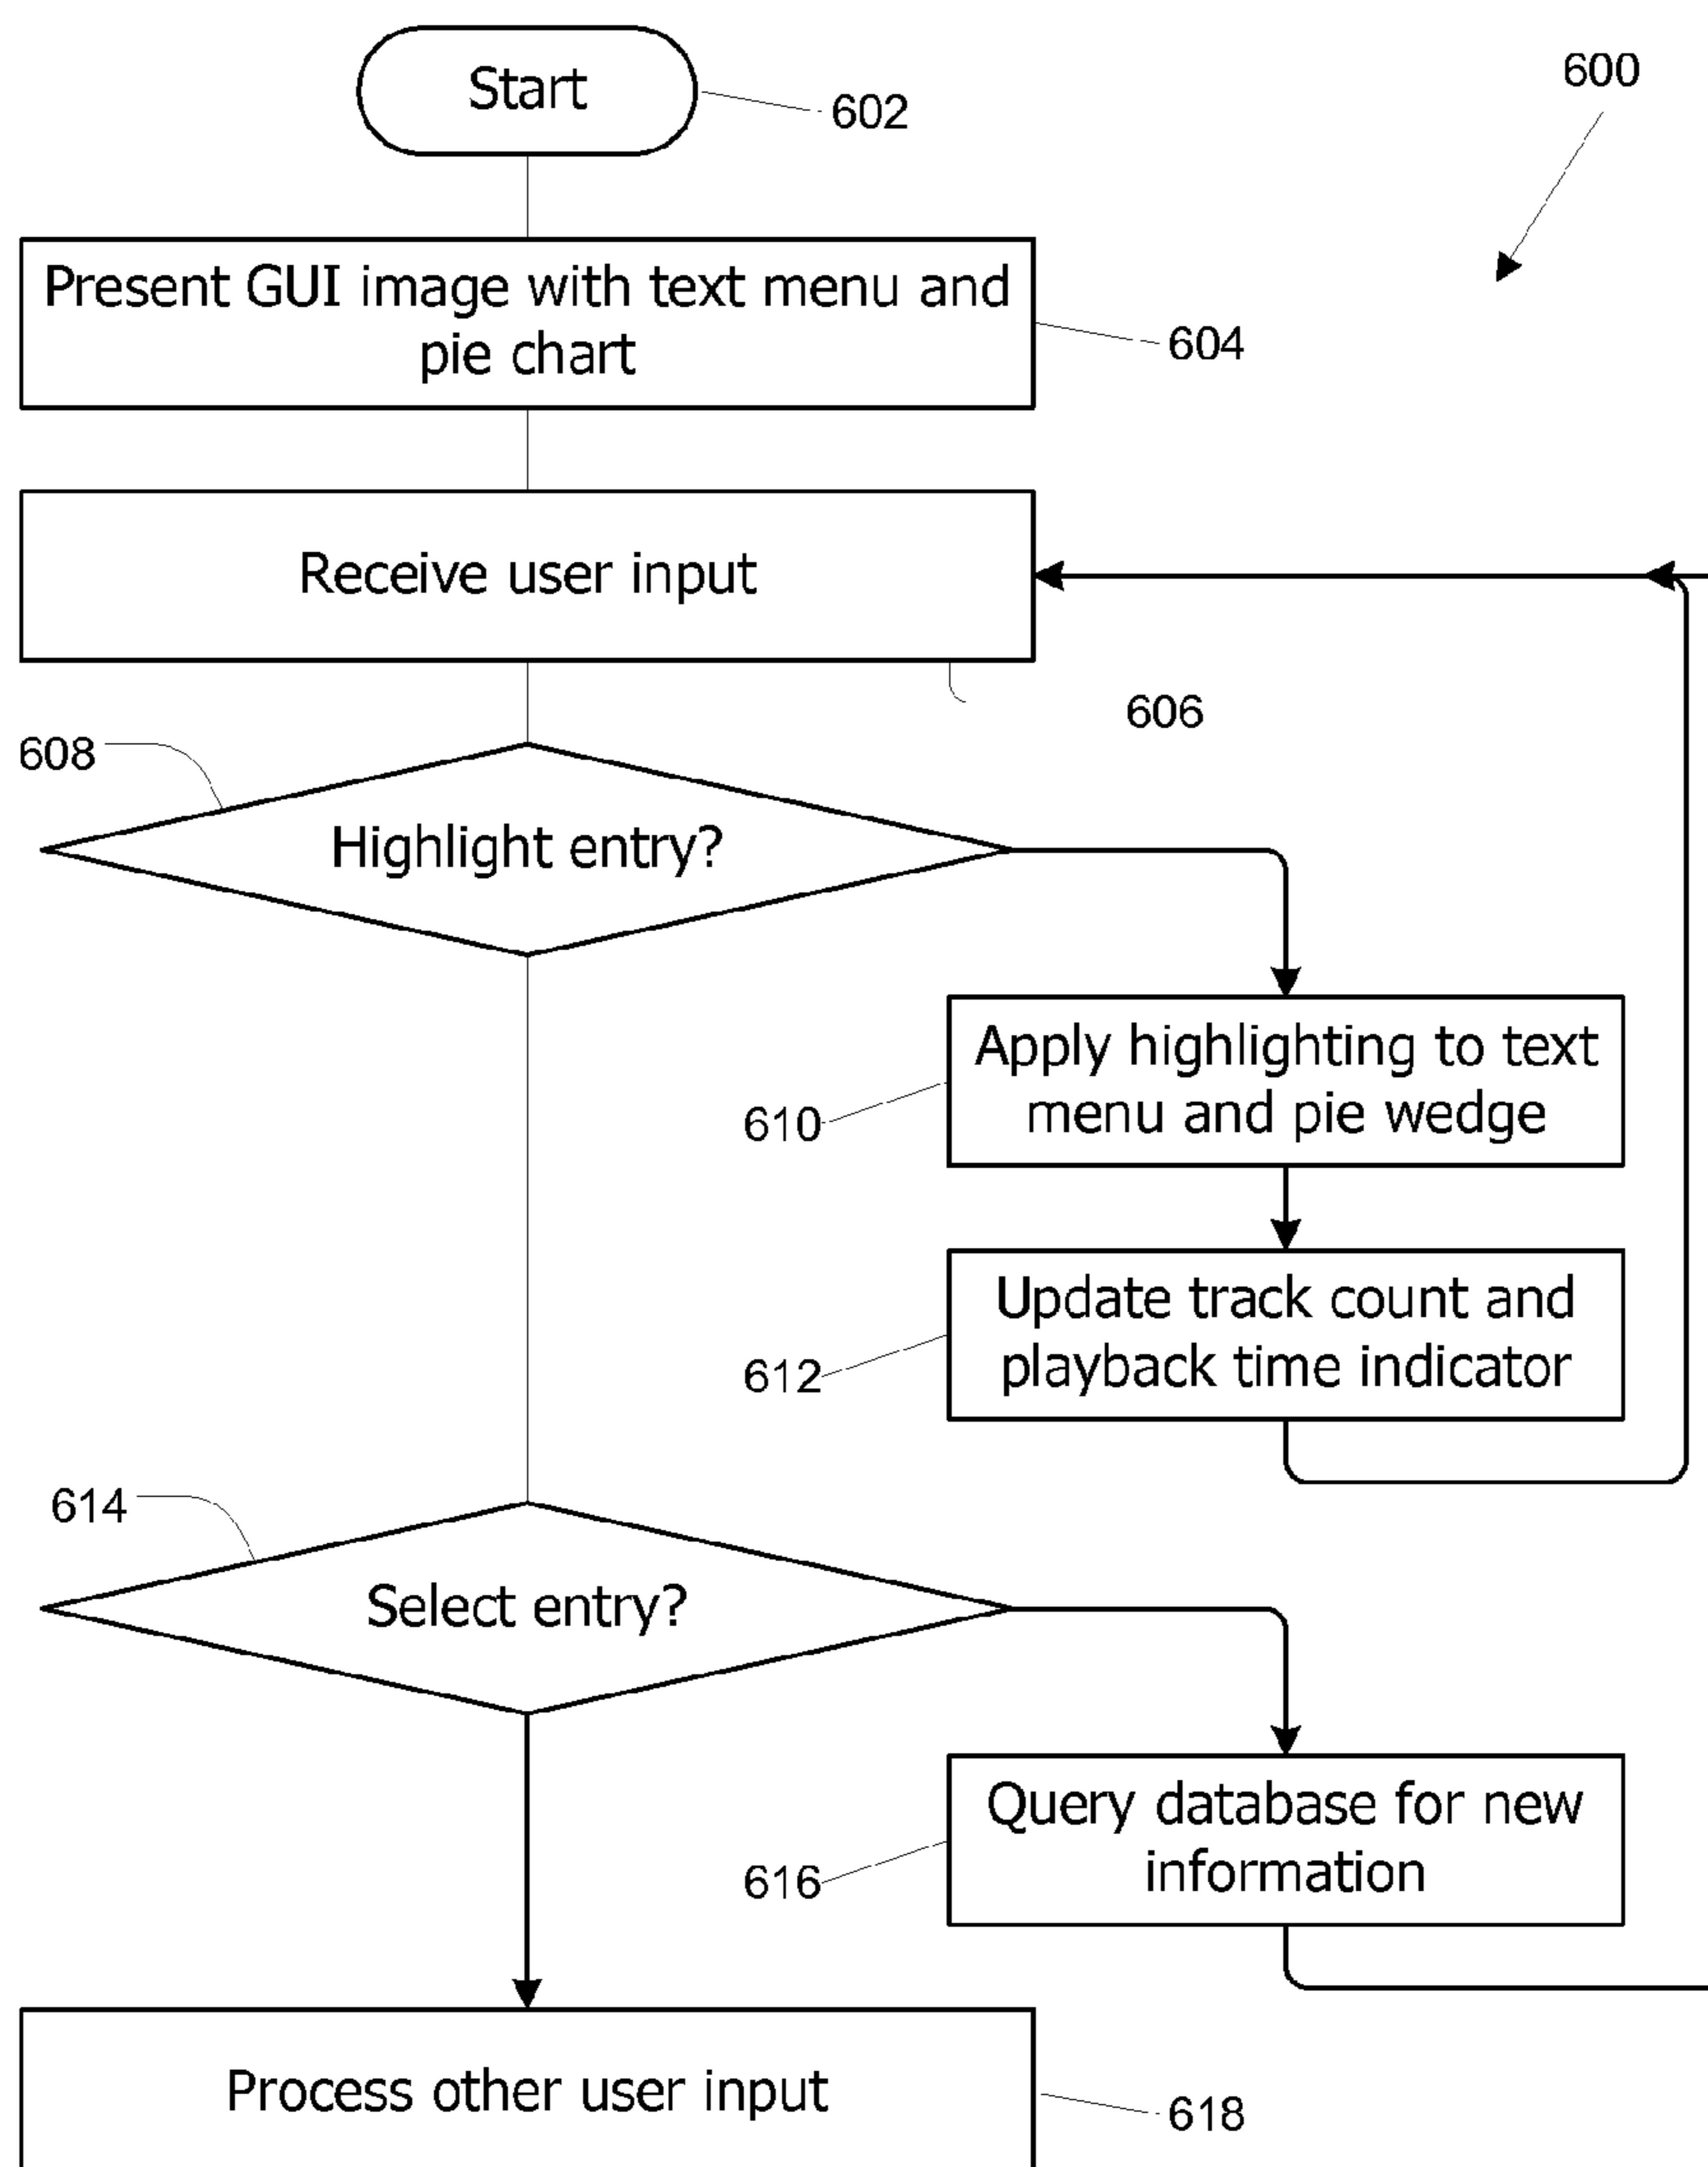 Start
602
600
Present GUI image with text menu and
pie chart
604
Receive user input
606
608
Highlight entry?
Apply highlighting to text
menu and pie wedge
610
Update track count and
playback time indicator
612
614
Select entry?
Query database for new
information
616
Process other user input
618